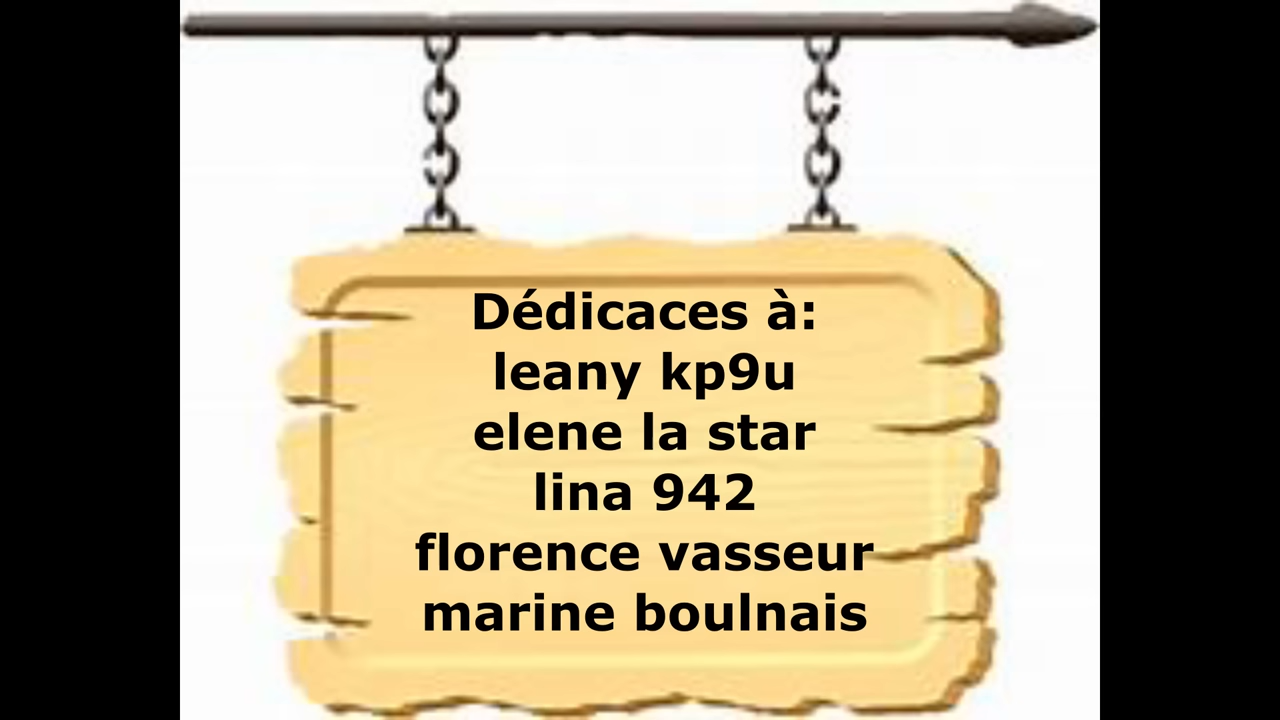 Dédicaces à:
leany kp9u
elene la star
lina 942
florence vasseur
marine boulnais